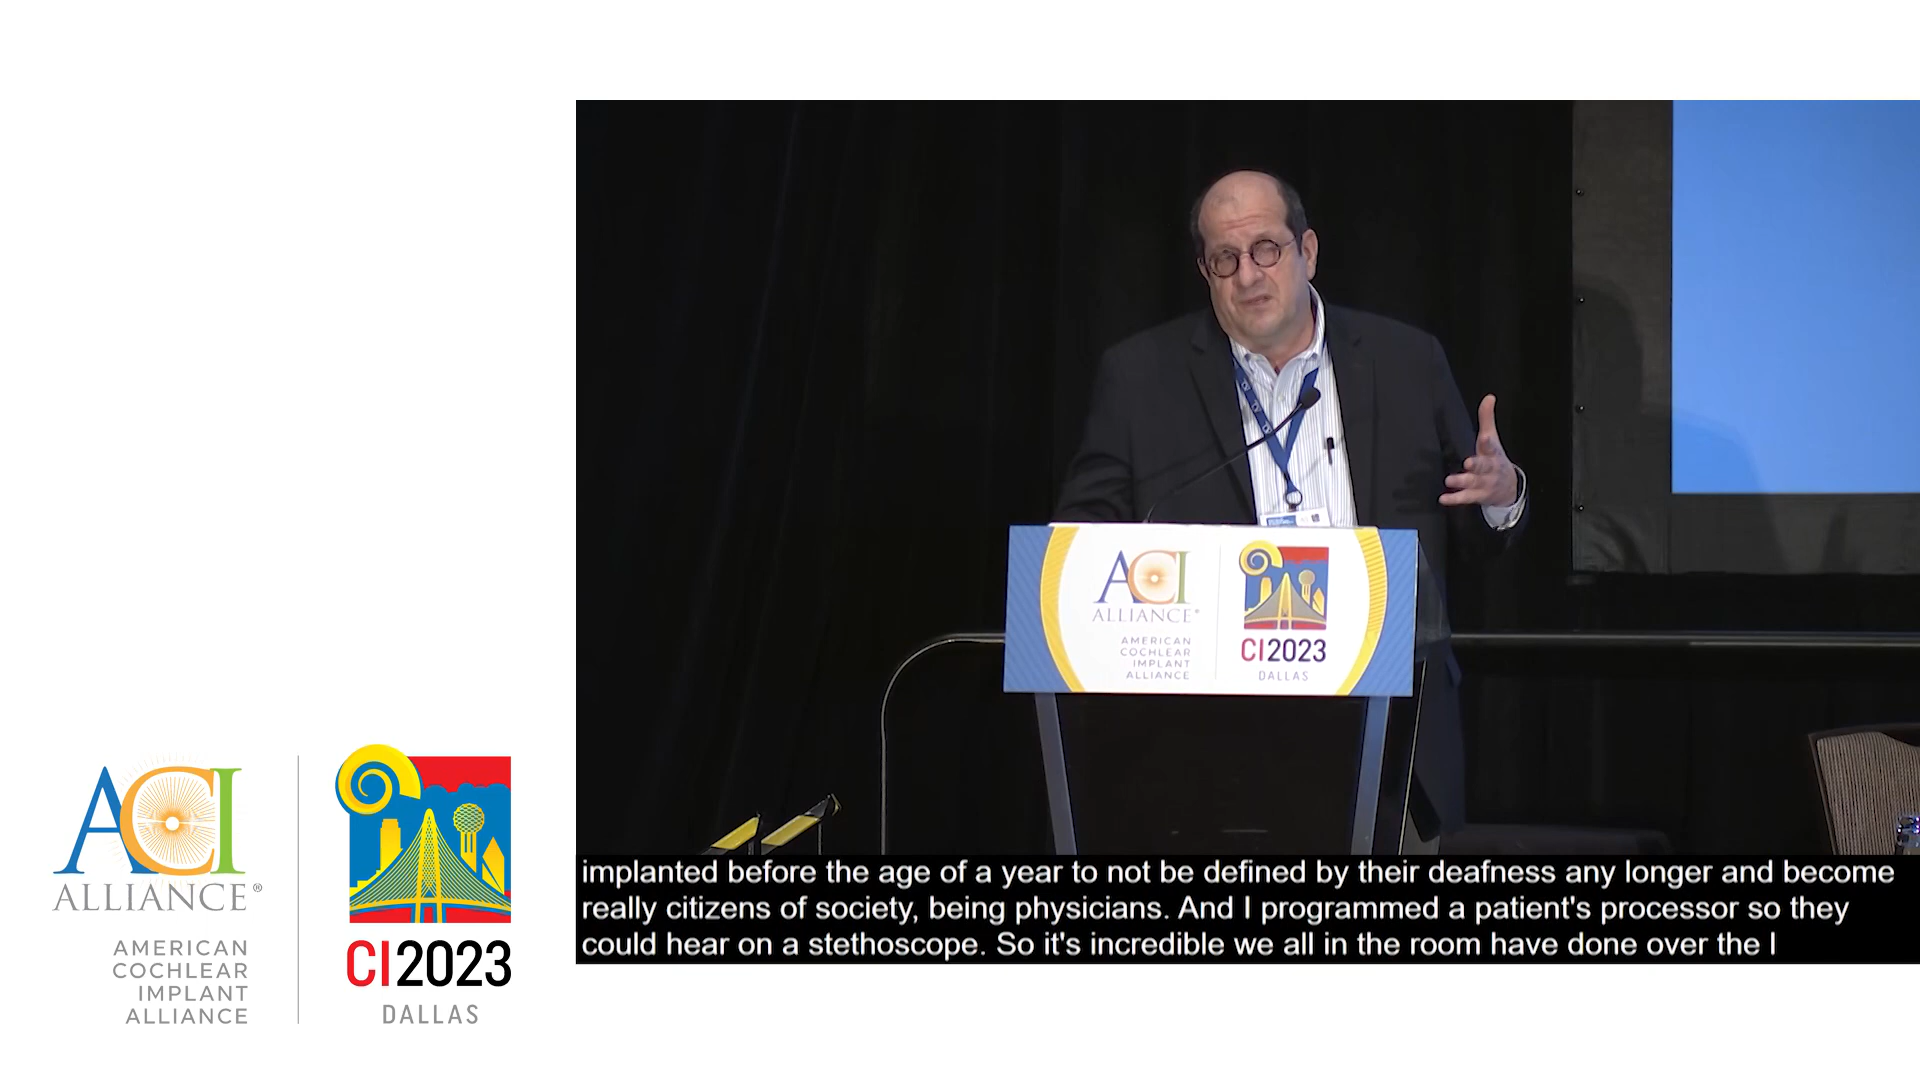 ACI
ALLIANCE®
AMERICAN
COCHLEAR
IMPLANT
ALLIANCE
CI2023
DALLAS
ACI
ALLIANCE®
AMERICAN
COCHLEAR
IMPLANT
ALLIANCE
CI2023
DALLAS
implanted before the age of a year to not be defined by their deafness any longer and become
really citizens of society, being physicians. And I programmed a patient's processor so they
could hear on a stethoscope. So it's incredible we all in the room have done over the l